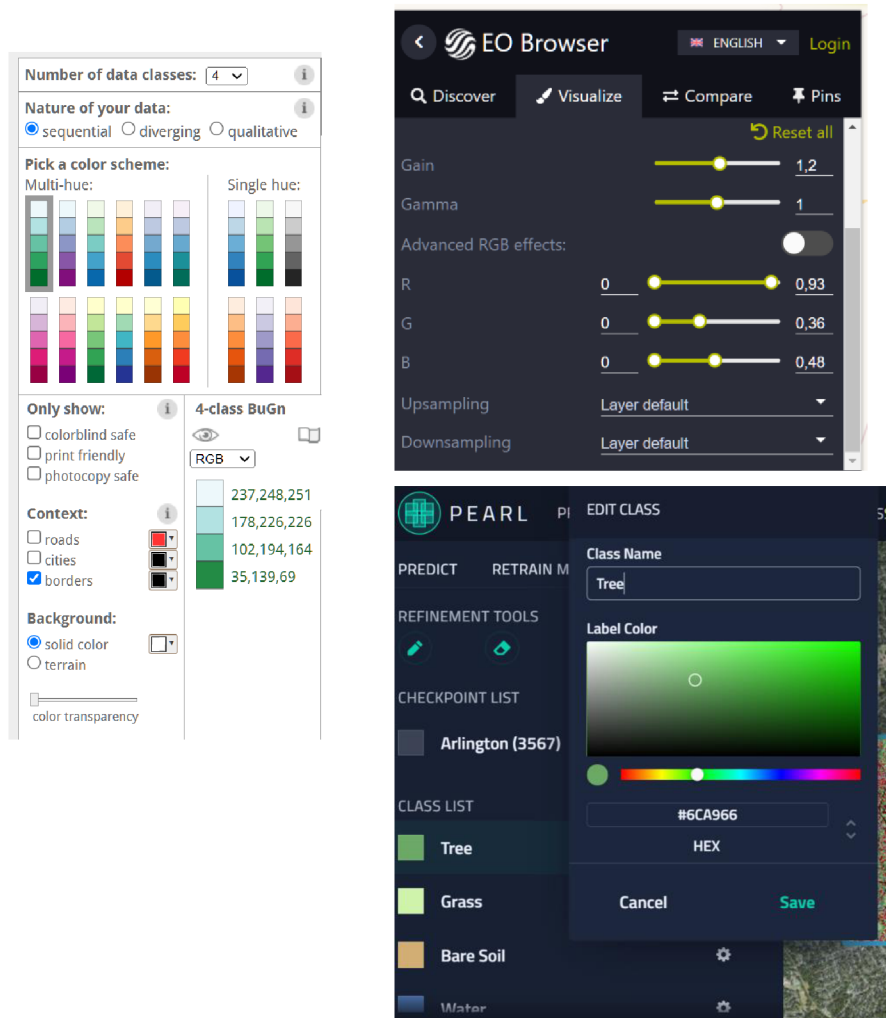 Number of data classes: 4
Nature of your data:
sequential diverging qualitative
Pick a color scheme:
Multi-hue: Single hue:
Only show:
colorblind safe
print friendly
photocopy safe
Context:
roads
cities
borders
Background:
solid color
terrain
color transparency
4-class BuGn
RGB
237,248,251
178,226,226
102,194,164
35,139,69
EO Browser ENGLISH Login
Discover Visualize Compare Pins
Reset all
Gain 1,2
Gamma 1
Advanced RGB effects:
R 0 0,93
G 0 0,36
B 0 0,48
Upsampling Layer default
Downsampling Layer default
PEARL
PREDICT RETRAIN M
REFINEMENT TOOLS
CHECKPOINT LIST
Arlington (3567)
CLASS LIST
Tree
Grass
Bare Soil
Water
EDIT CLASS
Class Name
Tree
Label Color
#6CA966
HEX
Cancel Save